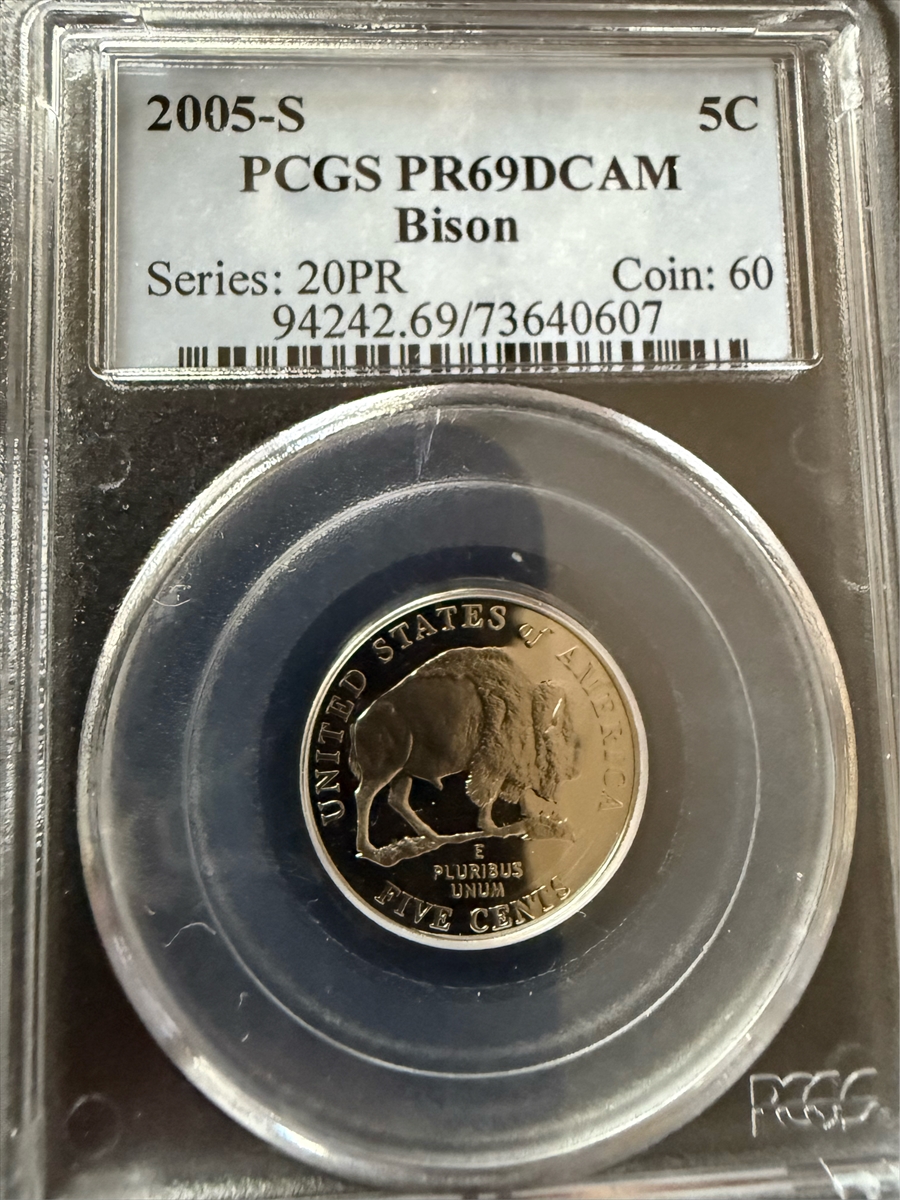 2005-S 5C
PCGS PR69DCAM
Bison
Series: 20PR Coin: 60
94242.69/73640607
UNITED STATES of AMERICA
E
PLURIBUS
UNUM
FIVE CENTS
PCGS